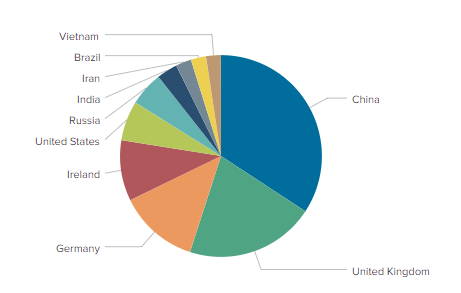 Vietnam
Brazil
Iran
India
Russia
United States
Ireland
Germany
China
United Kingdom